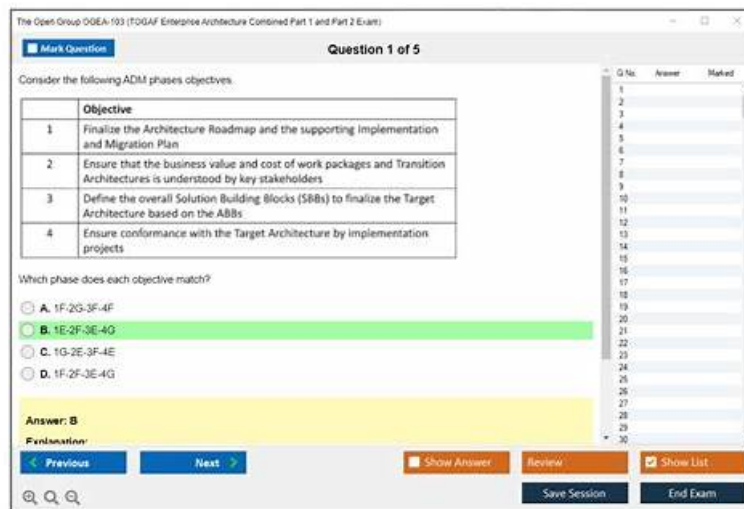 The Open Group OGEA-103 (TOGAF Enterprise Architecture Combined Part 1 and Part 2 Exam)
Mark Question
Question 1 of 5
Q No. Answer Marked
Consider the following ADM phases objectives.
Objective
1 Finalize the Architecture Roadmap and the supporting Implementation
and Migration Plan
2 Ensure that the business value and cost of work packages and Transition
Architectures is understood by key stakeholders
3 Define the overall Solution Building Blocks (SBBs) to finalize the Target
Architecture based on the ABBs
4 Ensure conformance with the Target Architecture by implementation
projects
Which phase does each objective match?
A. 1F-2G-3F-4F
B. 1E-2F-3E-4G
C. 1G-2E-3F-4E
D. 1F-2F-3E-4G
Answer: B
Explanation:
1
2
3
4
5
6
7
8
9
10
11
12
13
14
15
16
17
18
19
20
21
22
23
24
25
26
27
28
29
30
Previous
Next
Show Answer
Review
Show List
Save Session
End Exam